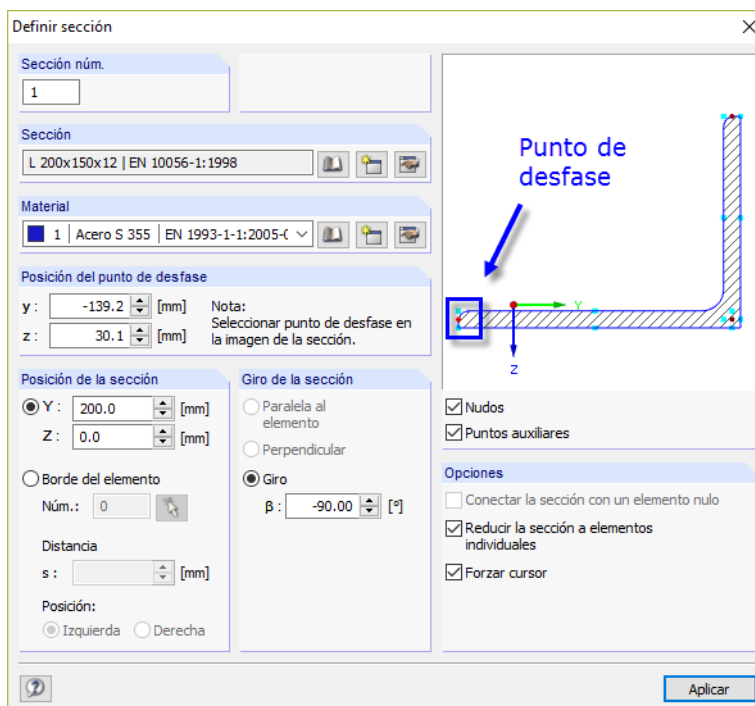 Definir sección
Sección núm.
1
Sección
L 200x150x12 | EN 10056-1:1998
Material
1 | Acero S 355 | EN 1993-1-1:2005-(
Posición del punto de desfase
y : -139.2 [mm]
z : 30.1 [mm]
Nota:
Seleccionar punto de desfase en
la imagen de la sección.
Posición de la sección
Y : 200.0 [mm]
Z : 0.0 [mm]
Borde del elemento
Núm.: 0
Distancia
s : [mm]
Posición:
Izquierda Derecha
Giro de la sección
Paralela al
elemento
Perpendicular
Giro
β : -90.00 [°]
Punto de
desfase
Y
Z
Nudos
Puntos auxiliares
Opciones
Conectar la sección con un elemento nulo
Reducir la sección a elementos
individuales
Forzar cursor
Aplicar